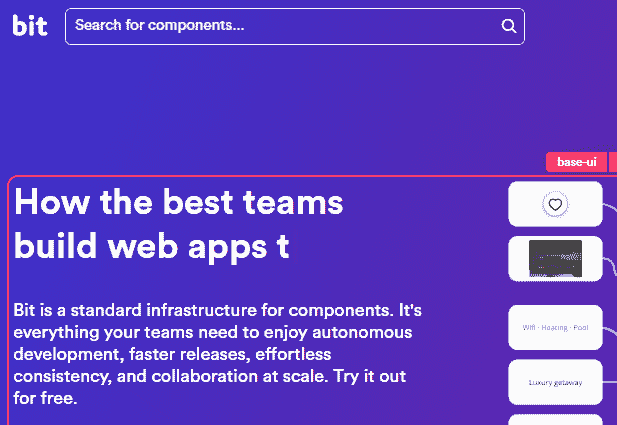 bit
Search for components...
base-ui
How the best teams
build web apps t
Bit is a standard infrastructure for components. It's
everything your teams need to enjoy autonomous
development, faster releases, effortless
consistency, and collaboration at scale. Try it out
for free.
Wifi · Heating · Pool
Luxury getaway